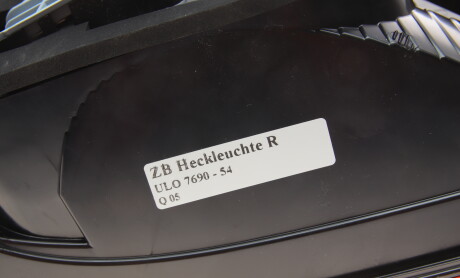 ZB Heckleuchte R
ULO 7690 - 54
Q 05